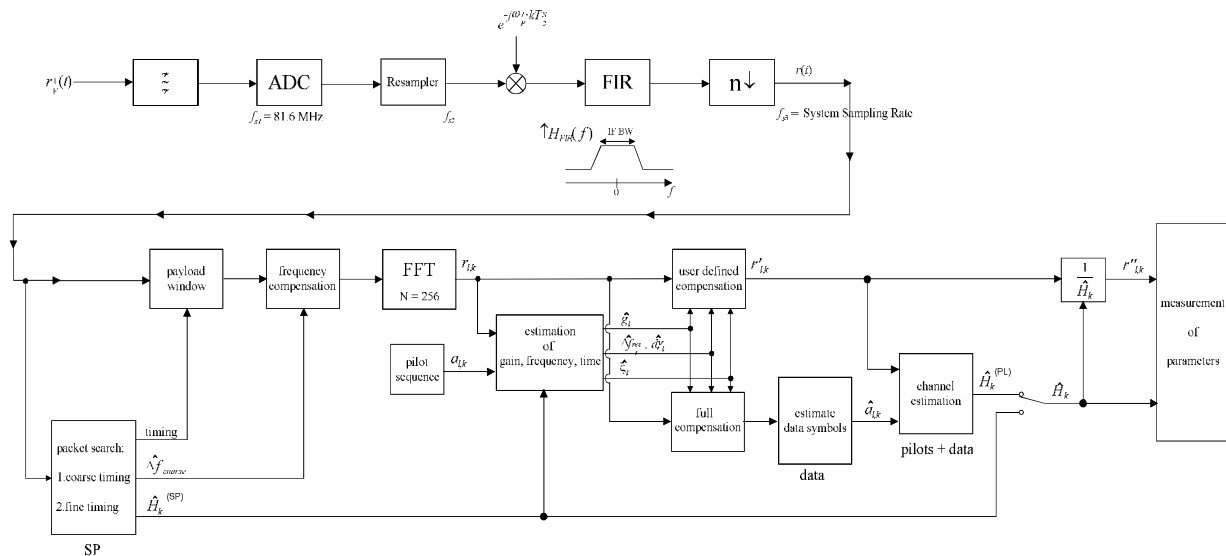 ADC
Resampler
FIR
n↓
r(i)
f_s1 = 81.6 MHz
f_s2
f_s3 = System Sampling Rate
↑H_FIR(f)
IF BW
0
f
payload
window
frequency
compensation
FFT
N = 256
r_l,k
user defined
compensation
r'_l,k
1
Ĥ_k
r''_l,k
measurement
of
parameters
pilot
sequence
a_l,k
estimation
of
gain, frequency, time
ĝ_l
ξ̂_l
full
compensation
estimate
data symbols
data
â_l,k
channel
estimation
pilots + data
Ĥ_k^(PL)
Ĥ_k
packet search:
1.coarse timing
2.fine timing
SP
timing
Δf̂_coarse
Ĥ_k^(SP)